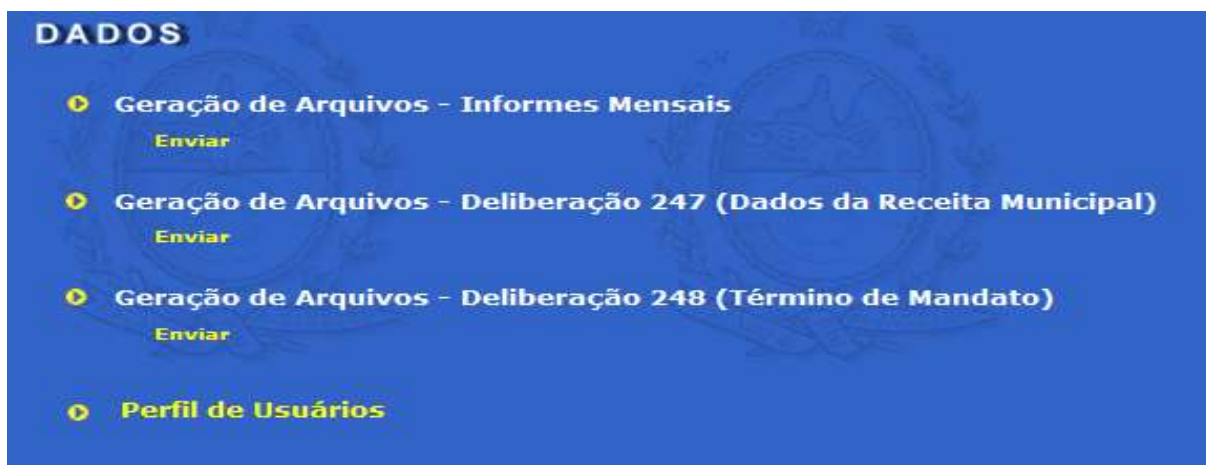 DADOS
Geração de Arquivos - Informes Mensais
Enviar
Geração de Arquivos - Deliberação 247 (Dados da Receita Municipal)
Enviar
Geração de Arquivos - Deliberação 248 (Término de Mandato)
Enviar
Perfil de Usuários